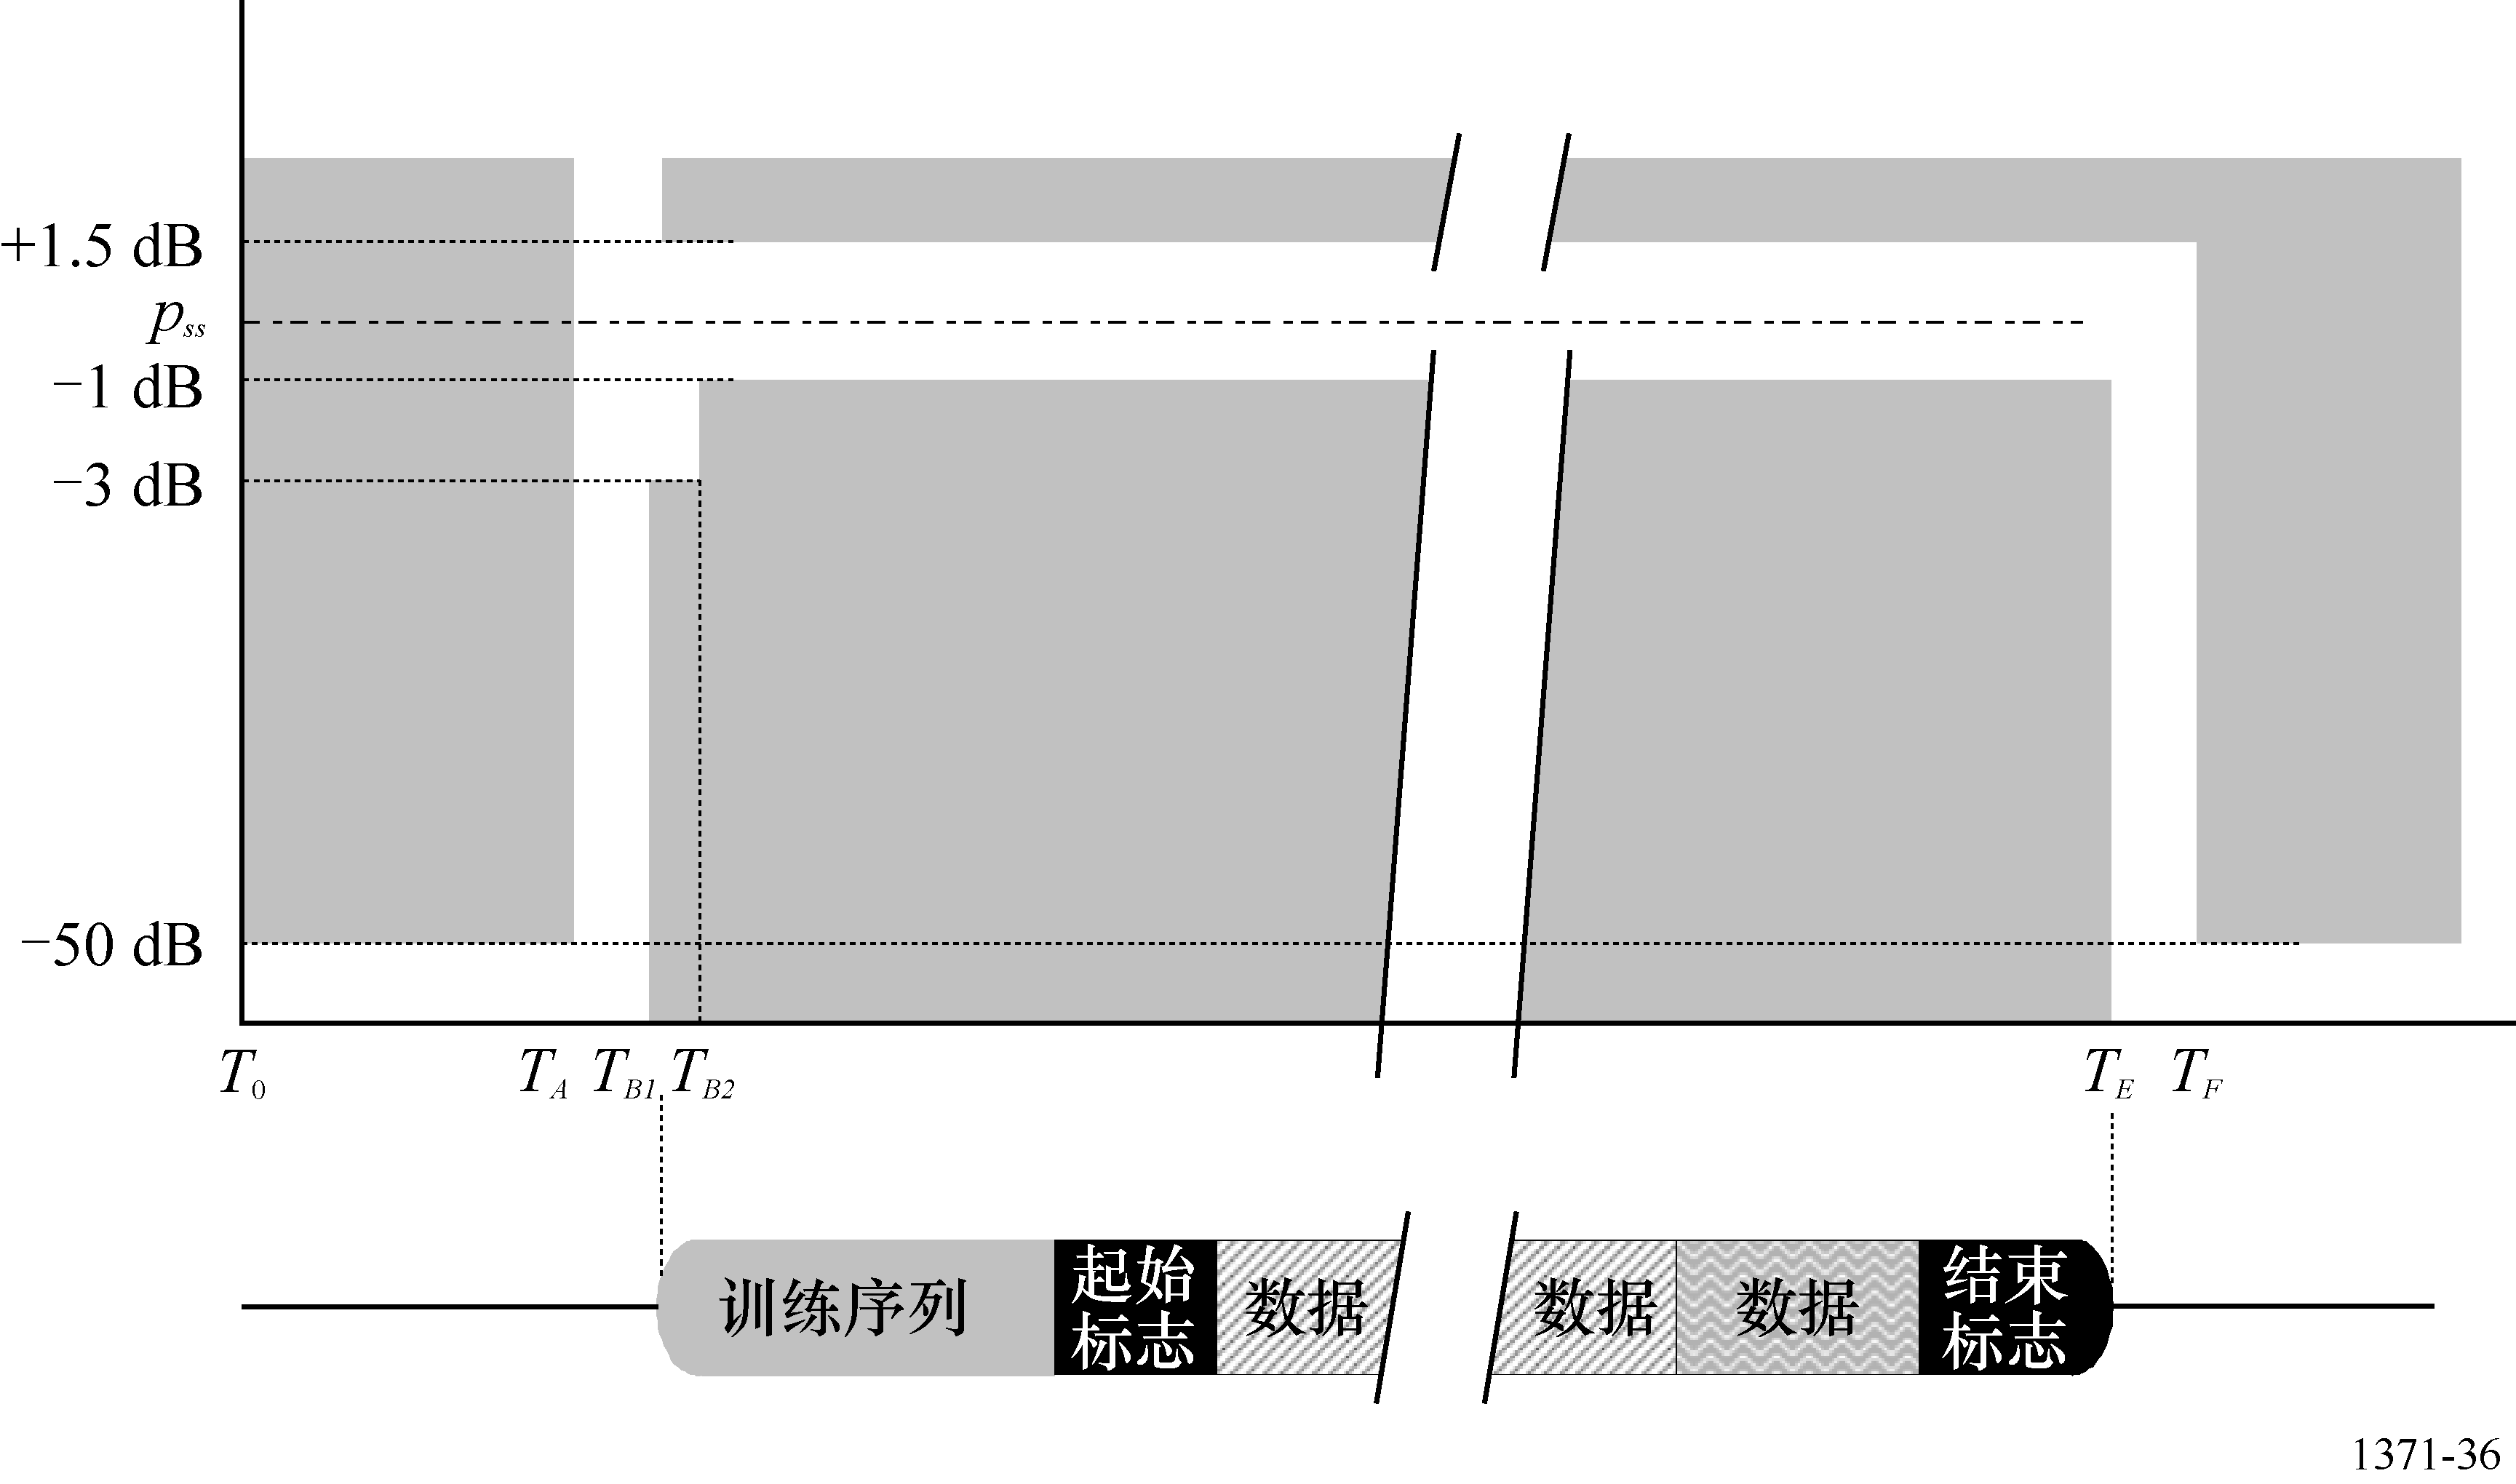 +1.5 dB
pss
−1 dB
−3 dB
−50 dB
T0 TA TB1 TB2 TE TF
训练序列 起始标志 数据 数据 数据 结束标志
1371-36